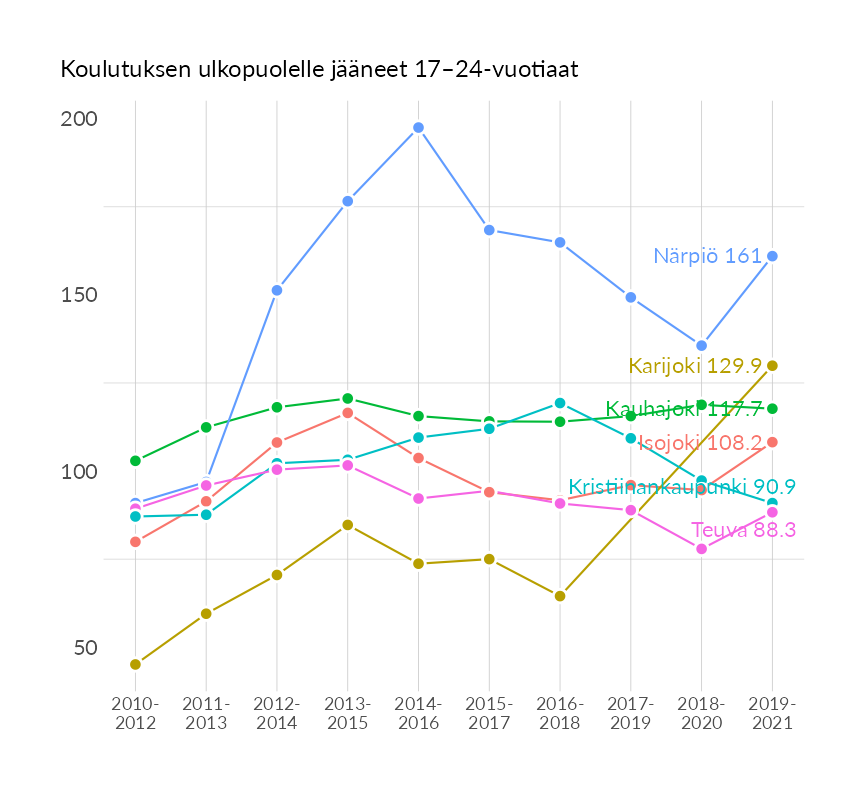 Koulutuksen ulkopuolelle jääneet 17–24-vuotiaat
200
150
100
50
Närpiö 161
Karijoki 129.9
Kauhajoki 117.7
Isojoki 108.2
Kristiinankaupunki 90.9
Teuva 88.3
2010- 2011- 2012- 2013- 2014- 2015- 2016- 2017- 2018- 2019-
2012 2013 2014 2015 2016 2017 2018 2019 2020 2021